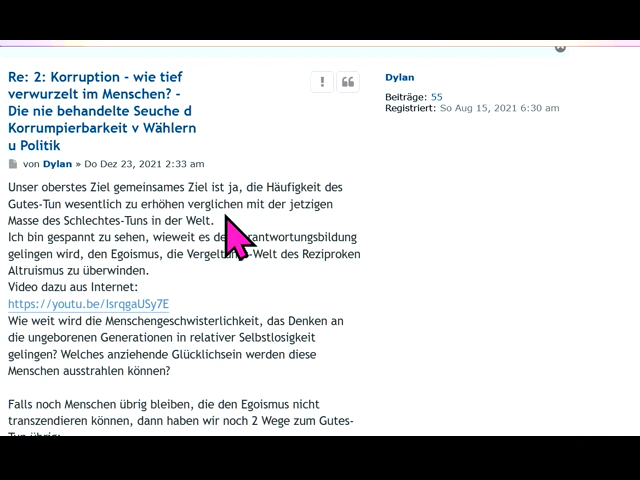 Re: 2: Korruption - wie tief
verwurzelt im Menschen? -
Die nie behandelte Seuche d
Korrumpierbarkeit v Wählern
u Politik
von Dylan » Do Dez 23, 2021 2:33 am
Unser oberstes Ziel gemeinsames Ziel ist ja, die Häufigkeit des
Gutes-Tun wesentlich zu erhöhen verglichen mit der jetzigen
Masse des Schlechtes-Tuns in der Welt.
Ich bin gespannt zu sehen, wieweit es
gelingen wird, den Egoismus, die des Reziproken
Altruismus zu überwinden.
Video dazu aus Internet:
https://youtu.be/IsrqgaUSy7E
Wie weit wird die Menschengeschwisterlichkeit, das Denken an
die ungeborenen Generationen in relativer Selbstlosigkeit
gelingen? Welches anziehende Glücklichsein werden diese
Menschen ausstrahlen können?
Falls noch Menschen übrig bleiben, die den Egoismus nicht
transzendieren können, dann haben wir noch 2 Wege zum Gutes-
Dylan
Beiträge: 55
Registriert: So Aug 15, 2021 6:30 am